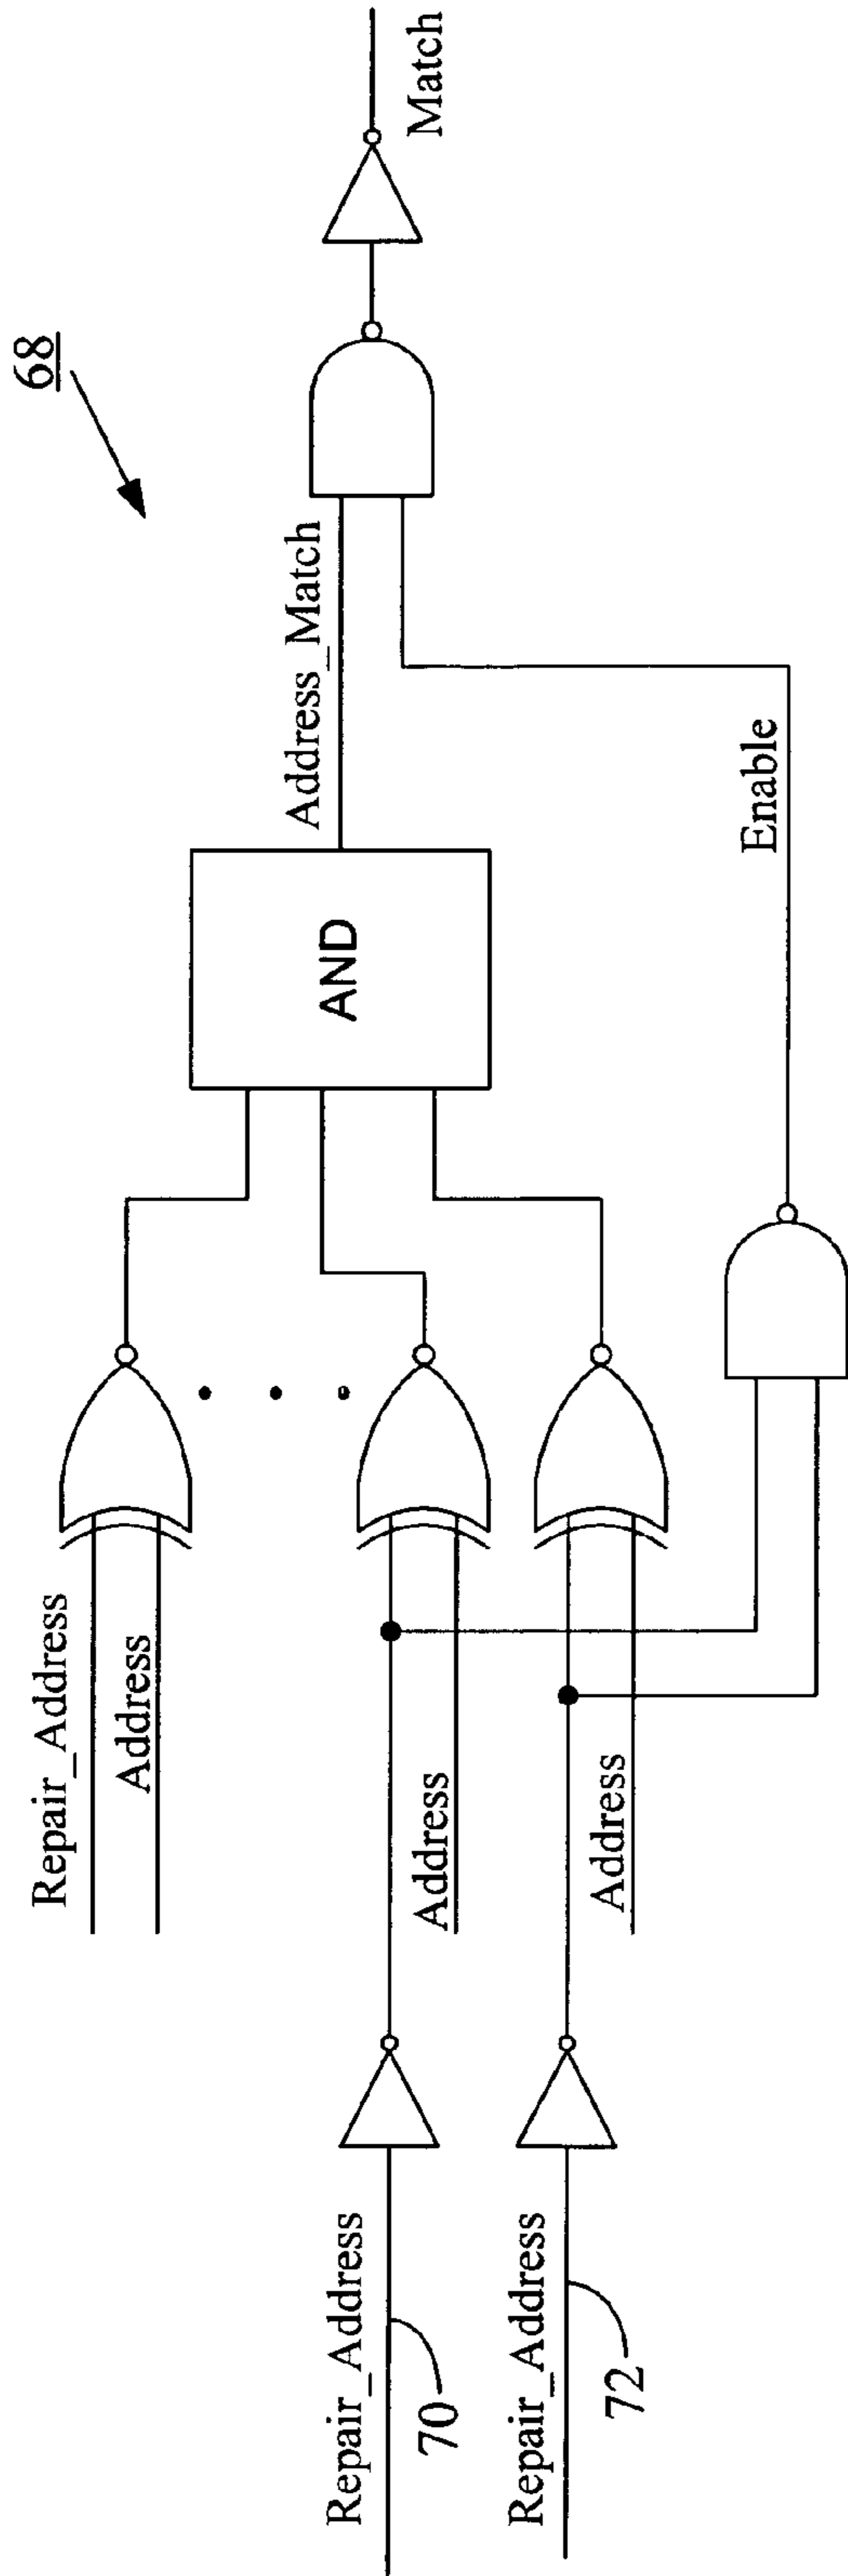 68
Repair_Address
Address
Address_Match
AND
Match
Repair_Address
70
Address
Repair_Address
72
Address
Enable